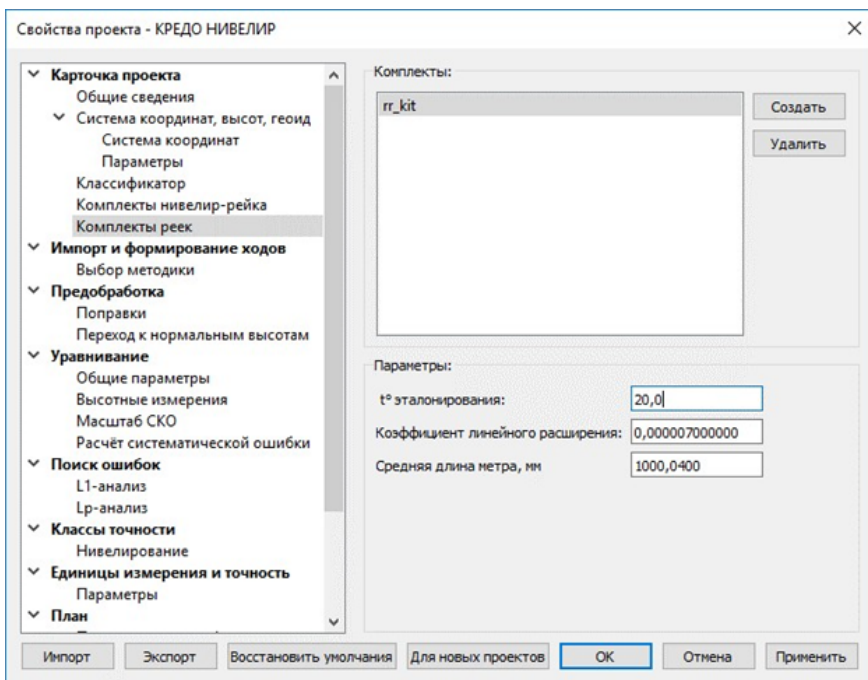 Свойства проекта - КРЕДО НИВЕЛИР
Карточка проекта
Общие сведения
Система координат, высот, геоид
Система координат
Параметры
Классификатор
Комплекты нивелир-рейка
Комплекты реек
Импорт и формирование ходов
Выбор методики
Предобработка
Поправки
Переход к нормальным высотам
Уравнивание
Общие параметры
Высотные измерения
Масштаб СКО
Расчёт систематической ошибки
Поиск ошибок
L1-анализ
Lp-анализ
Классы точности
Нивелирование
Единицы измерения и точность
Параметры
План
Комплекты:
rr_kit
Создать
Удалить
Параметры:
t° эталонирования: 20,0
Коэффициент линейного расширения: 0,000007000000
Средняя длина метра, мм 1000,0400
Импорт Экспорт Восстановить умолчания Для новых проектов OK Отмена Применить